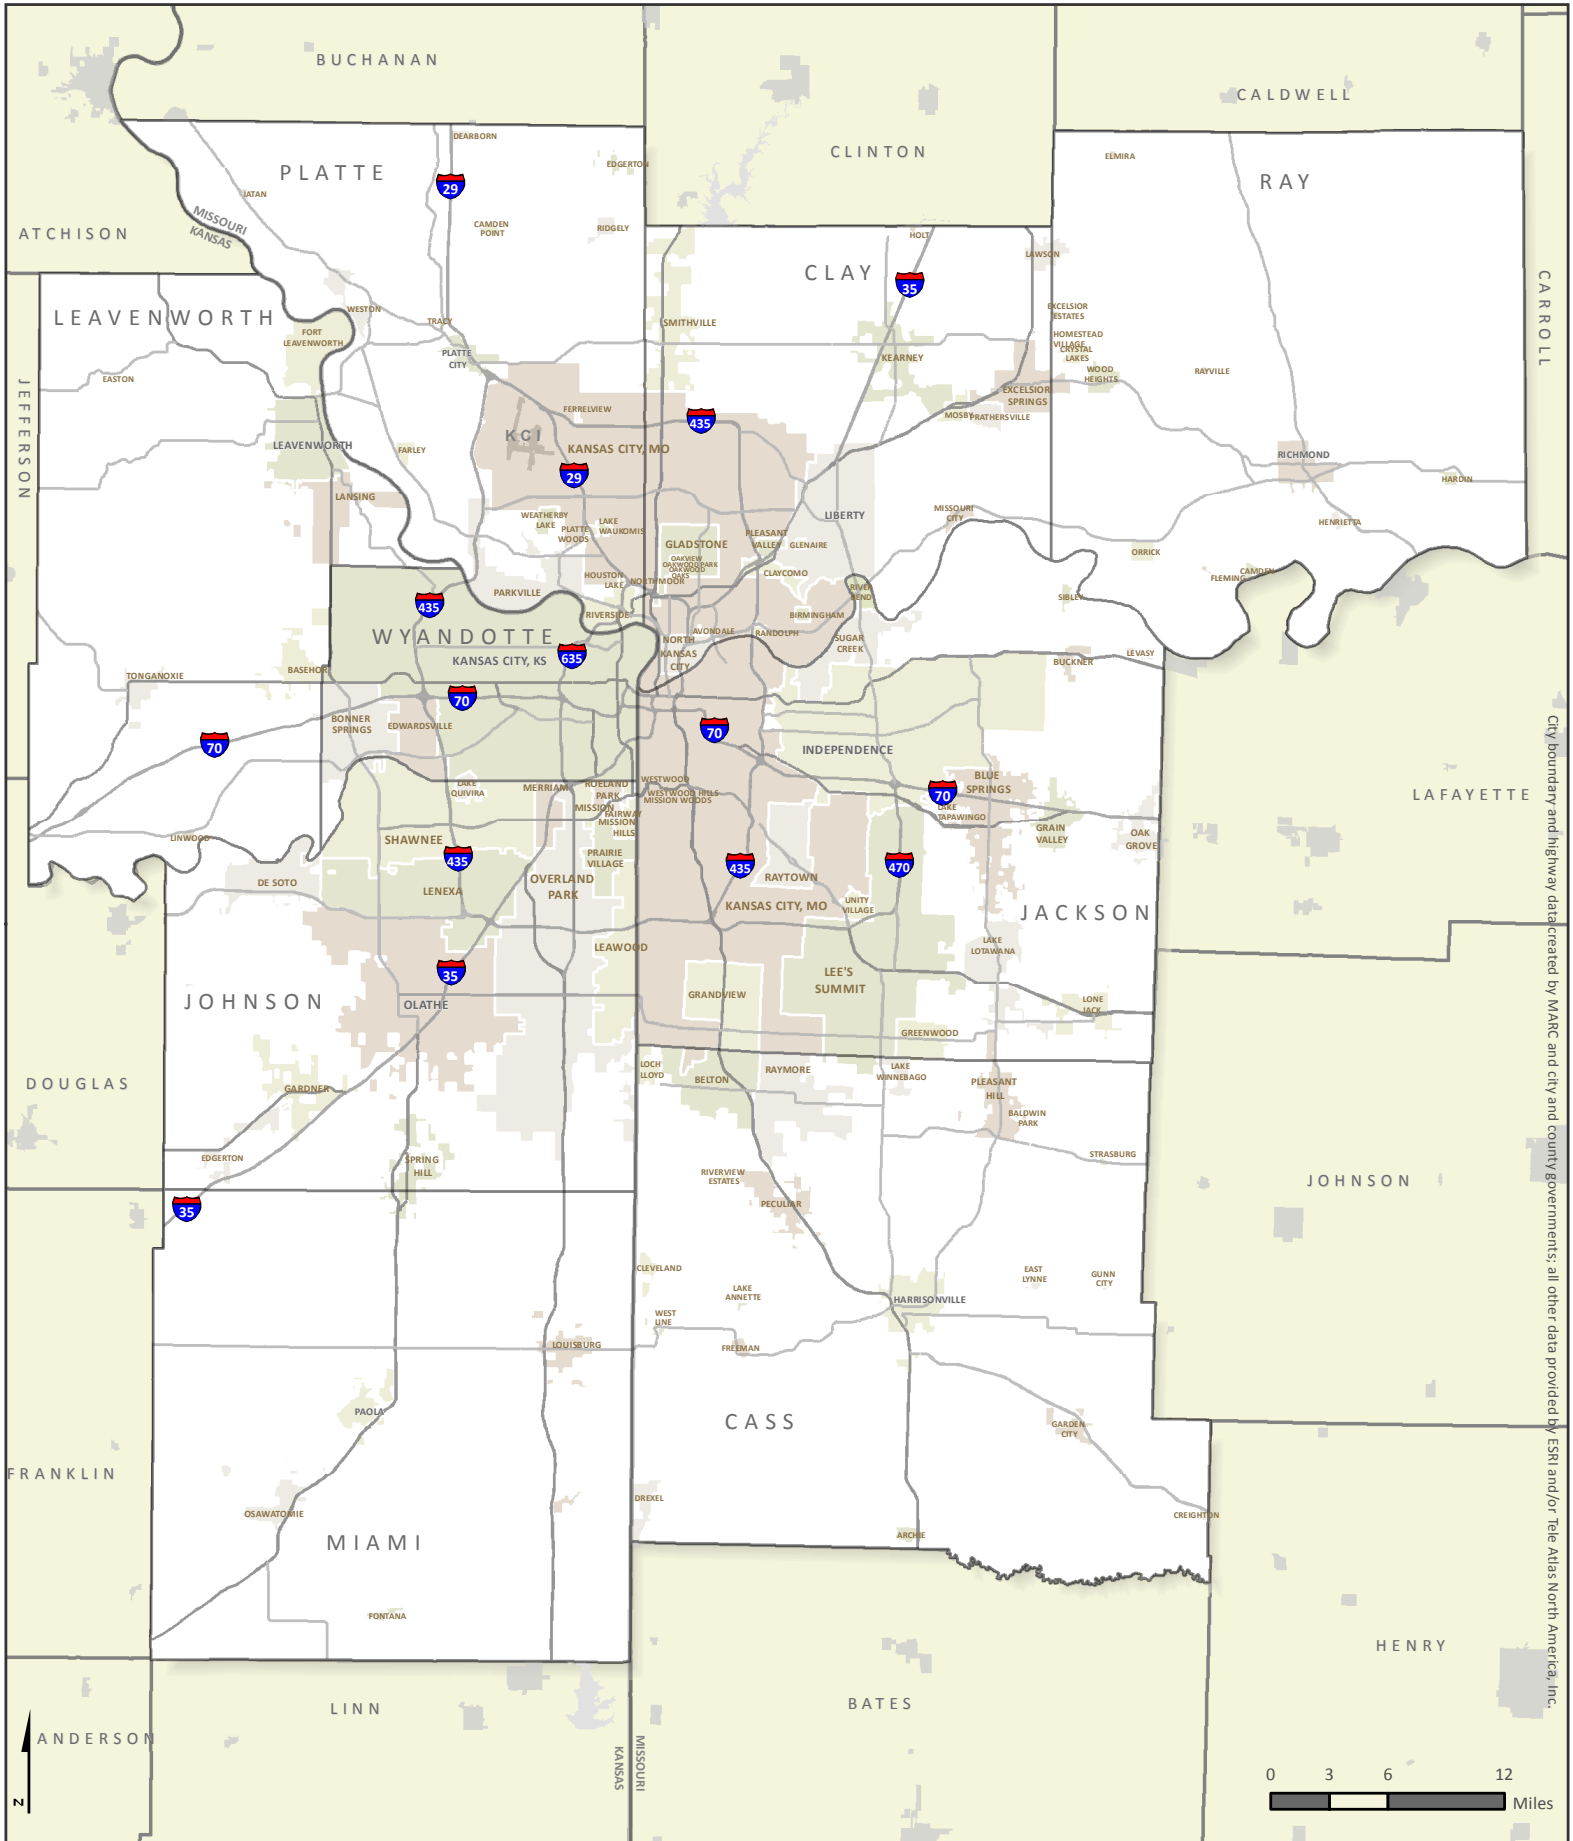 BUCHANAN
CALDWELL
CLINTON
PLATTE
DEARBORN
EDGERTON
ELMIRA
RAY
29
IATAN
MISSOURI
KANSAS
ATCHISON
CAMDEN
POINT
RIDGELY
HOLT
LAWSON
CLAY
35
CARROLL
LEAVENWORTH
WESTON
FORT
LEAVENWORTH
TRACY
SMITHVILLE
EXCELSIOR
ESTATES
HOMESTEAD
VILLAGE
CRYSTAL
LAKES
PLATTE
CITY
KEARNEY
WOOD
HEIGHTS
RAYVILLE
EASTON
JEFFERSON
EXCELSIOR
SPRINGS
FERRELVIEW
435
MOSBY
PRATHERSVILLE
KCI
KANSAS CITY, MO
LEAVENWORTH
FARLEY
RICHMOND
29
HARDIN
LANSING
WEATHERBY
LAKE
PLATTE
WOODS
LAKE
WAUKOMIS
LIBERTY
MISSOURI
CITY
HENRIETTA
GLADSTONE
PLEASANT
VALLEY
GLENAIRE
ORRICK
OAKVIEW
OAKWOOD PARK
OAKWOOD
OAKS
CLAYCOMO
HOUSTON
LAKE
NORTHMOOR
CAMDEN
FLEMING
PARKVILLE
RIVER
BEND
SIBLEY
435
RIVERSIDE
BIRMINGHAM
WYANDOTTE
AVONDALE
RANDOLPH
SUGAR
CREEK
NORTH
KANSAS
CITY
KANSAS CITY, KS
635
BUCKNER
LEVASY
TONGANOXIE
BASEHOR
70
BONNER
SPRINGS
EDWARDSVILLE
70
70
INDEPENDENCE
City boundary and highway data created by MARC and city and county governments; all other data provided by ESRI and/or Tele Atlas North America, Inc.
LAKE
QUIVIRA
MERRIAM
ROELAND
PARK
WESTWOOD
WESTWOOD HILLS
MISSION WOODS
BLUE
SPRINGS
70
LAFAYETTE
MISSION
FAIRWAY
MISSION
HILLS
LAKE
TAPAWINGO
GRAIN
VALLEY
OAK
GROVE
LINWOOD
SHAWNEE
435
PRAIRIE
VILLAGE
435
470
DE SOTO
LENEXA
OVERLAND
PARK
RAYTOWN
KANSAS CITY, MO
UNITY
VILLAGE
JACKSON
LEAWOOD
LAKE
LOTAWANA
35
LEE'S
SUMMIT
JOHNSON
OLATHE
GRANDVIEW
LONE
JACK
GREENWOOD
DOUGLAS
LOCH
LLOYD
BELTON
RAYMORE
LAKE
WINNEBAGO
PLEASANT
HILL
GARDNER
BALDWIN
PARK
EDGERTON
SPRING
HILL
STRASBURG
RIVERVIEW
ESTATES
JOHNSON
35
PECULIAR
CLEVELAND
EAST
LYNNE
GUNN
CITY
LAKE
ANNETTE
HARRISONVILLE
WEST
LINE
LOUISBURG
FREEMAN
PAOLA
CASS
GARDEN
CITY
FRANKLIN
DREXEL
OSAWATOMIE
CREIGHTON
ARCHIE
MIAMI
FONTANA
HENRY
LINN
BATES
ANDERSON
KANSAS
MISSOURI
0 3 6 12
Miles
N